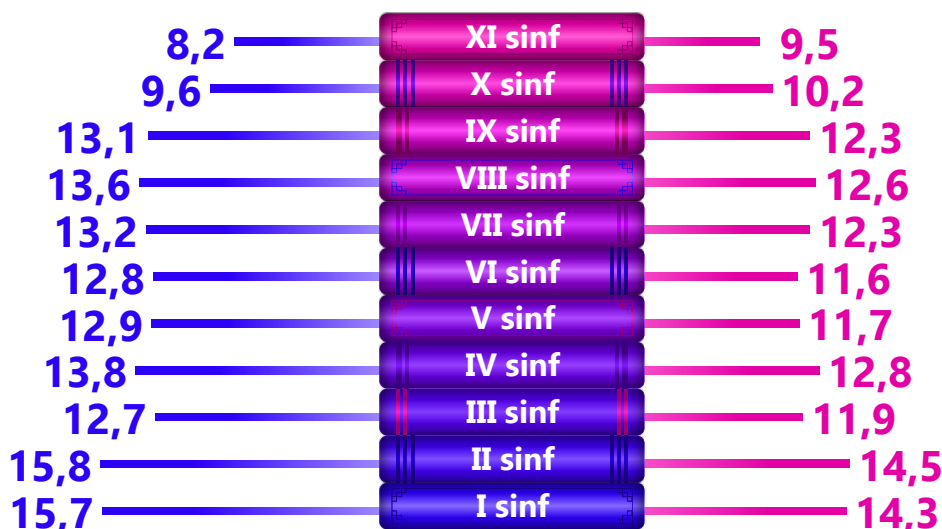 8,2 XI sinf 9,5
9,6 X sinf 10,2
13,1 IX sinf 12,3
13,6 VIII sinf 12,6
13,2 VII sinf 12,3
12,8 VI sinf 11,6
12,9 V sinf 11,7
13,8 IV sinf 12,8
12,7 III sinf 11,9
15,8 II sinf 14,5
15,7 I sinf 14,3